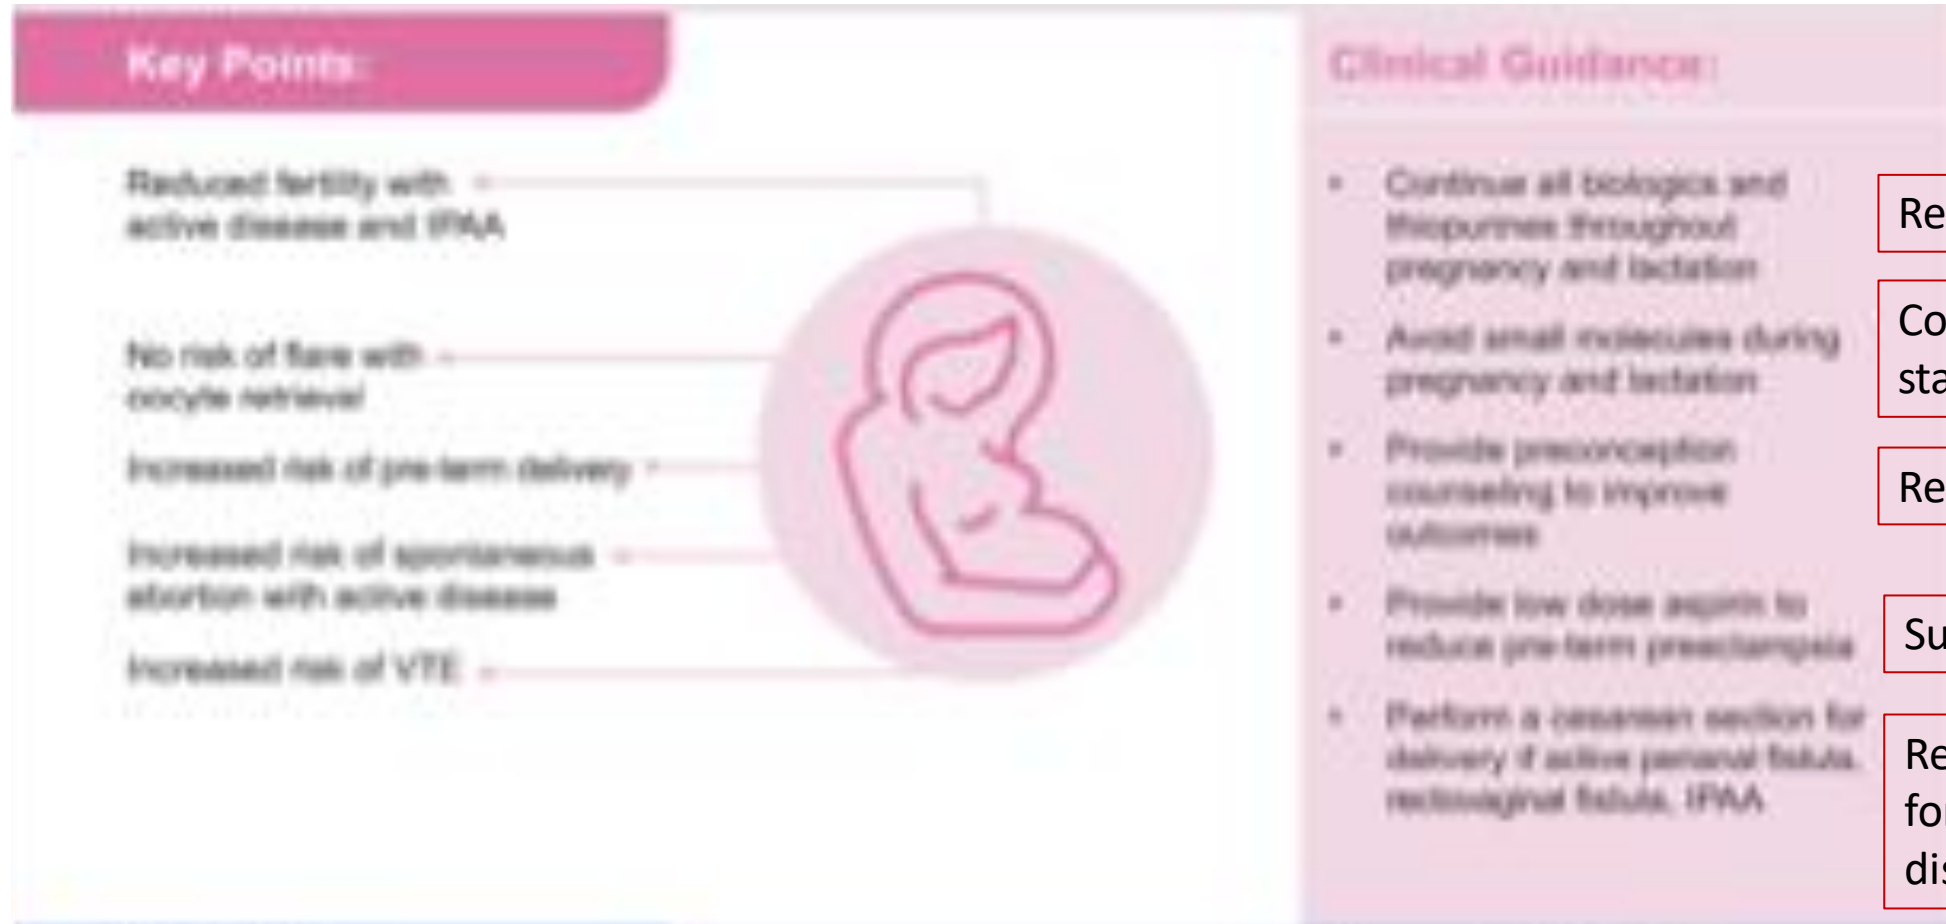 Key Points:
Reduced fertility with
active disease and IPAA
No risk of flare with
oocyte retrieval
Increased risk of pre-term delivery
Increased risk of spontaneous
abortion with active disease
Increased risk of VTE
Clinical Guidance:
• Continue all biologics and
thiopurines throughout
pregnancy and lactation
• Avoid small molecules during
pregnancy and lactation
• Provide preconception
counseling to improve
outcomes
• Provide low dose aspirin to
reduce pre-term preeclampsia
• Perform a cesarean section for
delivery if active perianal fistula,
rectovaginal fistula, IPAA
Re
Co
sta
Re
Su
Re
for
dis